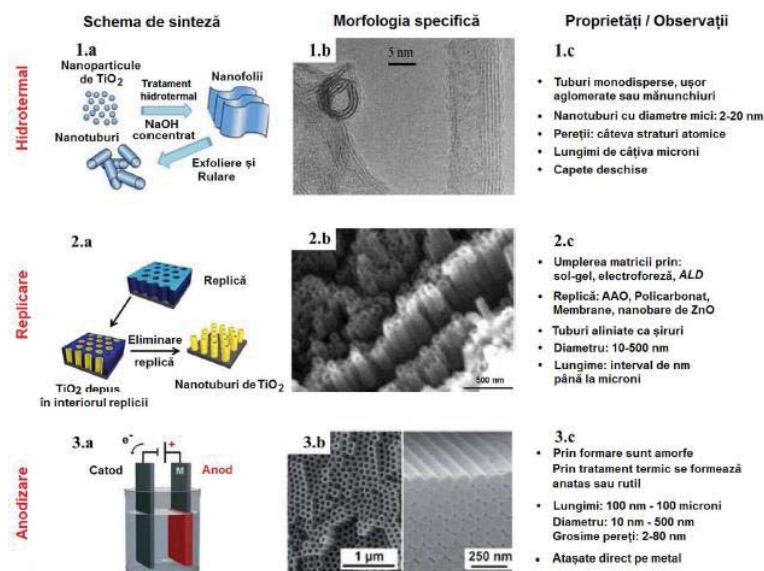 Schema de sinteză
Morfologia specifică
Proprietăți / Observații
Hidrotermal
1.a
Nanoparticule
de TiO2
Tratament
hidrotermal
NaOH
concentrat
Nanofolii
Nanotuburi
Exfoliere și
Rulare
1.b
5 nm
1.c
• Tuburi monodisperse, ușor
aglomerate sau mănunchiuri
• Nanotuburi cu diametre mici: 2-20 nm
• Pereții: câteva straturi atomice
• Lungimi de câțiva microni
• Capete deschise
Replicare
2.a
Replică
Eliminare
replică
TiO2 depus
în interiorul replicii
Nanotuburi de TiO2
2.b
500 nm
2.c
• Umplerea matricii prin:
sol-gel, electroforeză, ALD
• Replică: AAO, Policarbonat,
Membrane, nanobare de ZnO
• Tuburi aliniate ca șiruri
• Diametru: 10-500 nm
• Lungime: interval de nm
până la microni
Anodizare
3.a
e-
+
Catod
M
Anod
3.b
1 µm
250 nm
3.c
• Prin formare sunt amorfe
Prin tratament termic se formează
anatas sau rutil
• Lungimi: 100 nm - 100 microni
Diametru: 10 nm - 500 nm
Grosime pereți: 2-80 nm
• Atașate direct pe metal